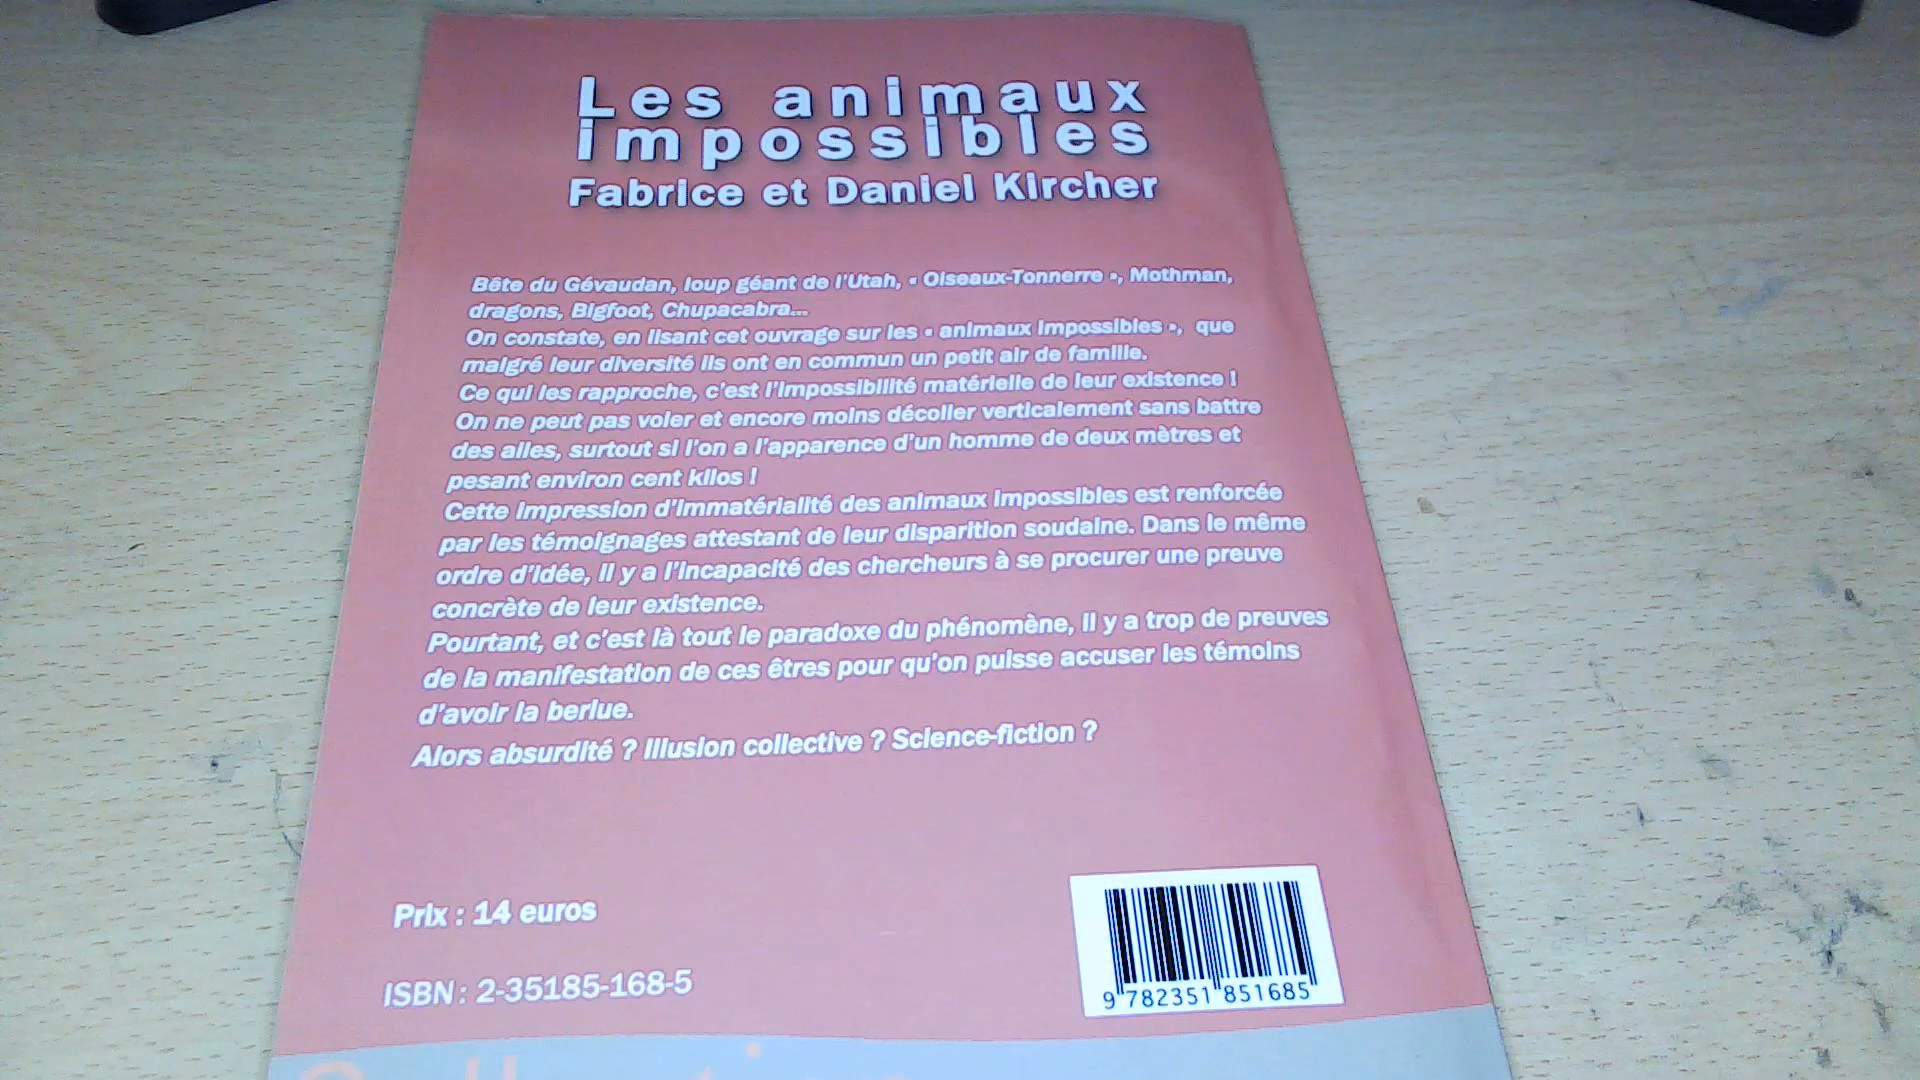 Les animaux
impossibles
Fabrice et Daniel Kircher
Bête du Gévaudan, loup géant de l'Utah, « Oiseaux-Tonnerre », Mothman,
dragons, Bigfoot, Chupacabra...
On constate, en lisant cet ouvrage sur les « animaux impossibles », que
malgré leur diversité ils ont en commun un petit air de famille.
Ce qui les rapproche, c'est l'impossibilité matérielle de leur existence !
On ne peut pas voler et encore moins décoller verticalement sans battre
des ailes, surtout si l'on a l'apparence d'un homme de deux mètres et
pesant environ cent kilos !
Cette impression d'immatérialité des animaux impossibles est renforcée
par les témoignages attestant de leur disparition soudaine. Dans le même
ordre d'idée, il y a l'incapacité des chercheurs à se procurer une preuve
concrète de leur existence.
Pourtant, et c'est là tout le paradoxe du phénomène, il y a trop de preuves
de la manifestation de ces êtres pour qu'on puisse accuser les témoins
d'avoir la berlue.
Alors absurdité ? Illusion collective ? Science-fiction ?
Prix : 14 euros
ISBN : 2-35185-168-5
9 782351 851685